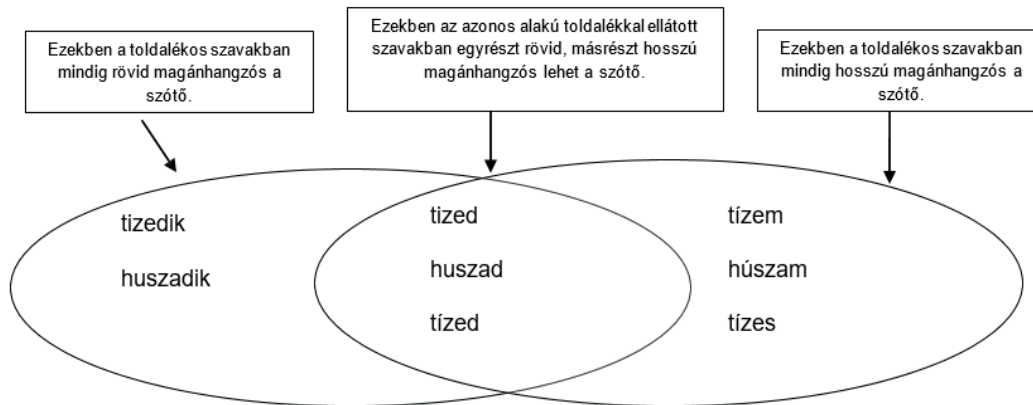 Ezekben a toldalékos szavakban
mindig rövid magánhangzós a
szótő.
Ezekben az azonos alakú toldalékkal ellátott
szavakban egyrészt rövid, másrészt hosszú
magánhangzós lehet a szótő.
Ezekben a toldalékos szavakban
mindig hosszú magánhangzós a
szótő.
tizedik
huszadik
tized
huszad
tízed
tízem
húszam
tízes